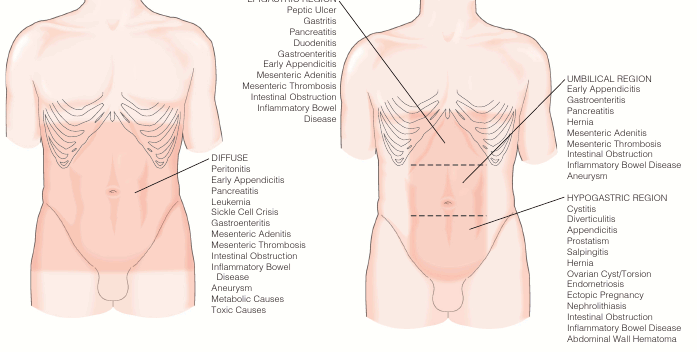 EPIGASTRIC REGION
Peptic Ulcer
Gastritis
Pancreatitis
Duodenitis
Gastroenteritis
Early Appendicitis
Mesenteric Adenitis
Mesenteric Thrombosis
Intestinal Obstruction
Inflammatory Bowel
Disease
DIFFUSE
Peritonitis
Early Appendicitis
Pancreatitis
Leukemia
Sickle Cell Crisis
Gastroenteritis
Mesenteric Adenitis
Mesenteric Thrombosis
Intestinal Obstruction
Inflammatory Bowel
Disease
Aneurysm
Metabolic Causes
Toxic Causes
UMBILICAL REGION
Early Appendicitis
Gastroenteritis
Pancreatitis
Hernia
Mesenteric Adenitis
Mesenteric Thrombosis
Intestinal Obstruction
Inflammatory Bowel Disease
Aneurysm
HYPOGASTRIC REGION
Cystitis
Diverticulitis
Appendicitis
Prostatism
Salpingitis
Hernia
Ovarian Cyst/Torsion
Endometriosis
Ectopic Pregnancy
Nephrolithiasis
Intestinal Obstruction
Inflammatory Bowel Disease
Abdominal Wall Hematoma